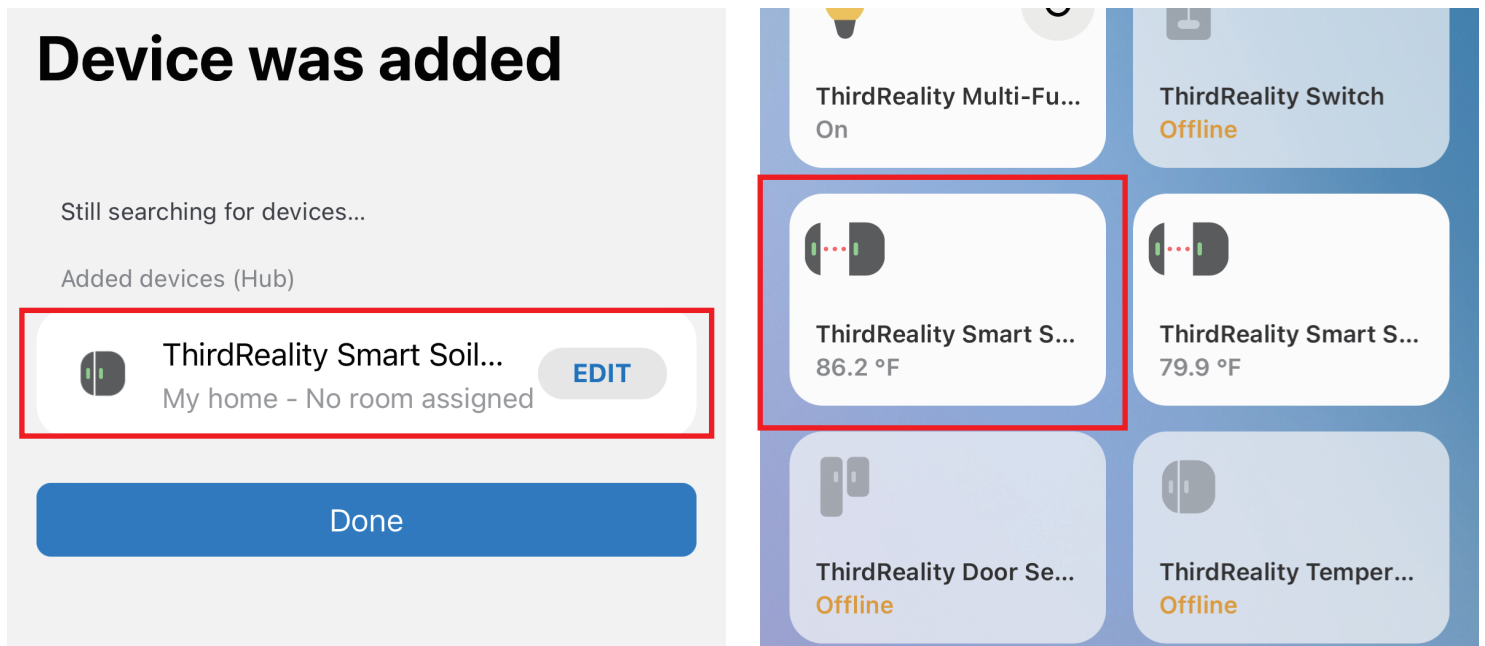 Device was added
Still searching for devices...
Added devices (Hub)
ThirdReality Smart Soil...
My home - No room assigned
EDIT
Done
ThirdReality Multi-Fu...
On
ThirdReality Switch
Offline
ThirdReality Smart S...
86.2 °F
ThirdReality Smart S...
79.9 °F
ThirdReality Door Se...
Offline
ThirdReality Temper...
Offline